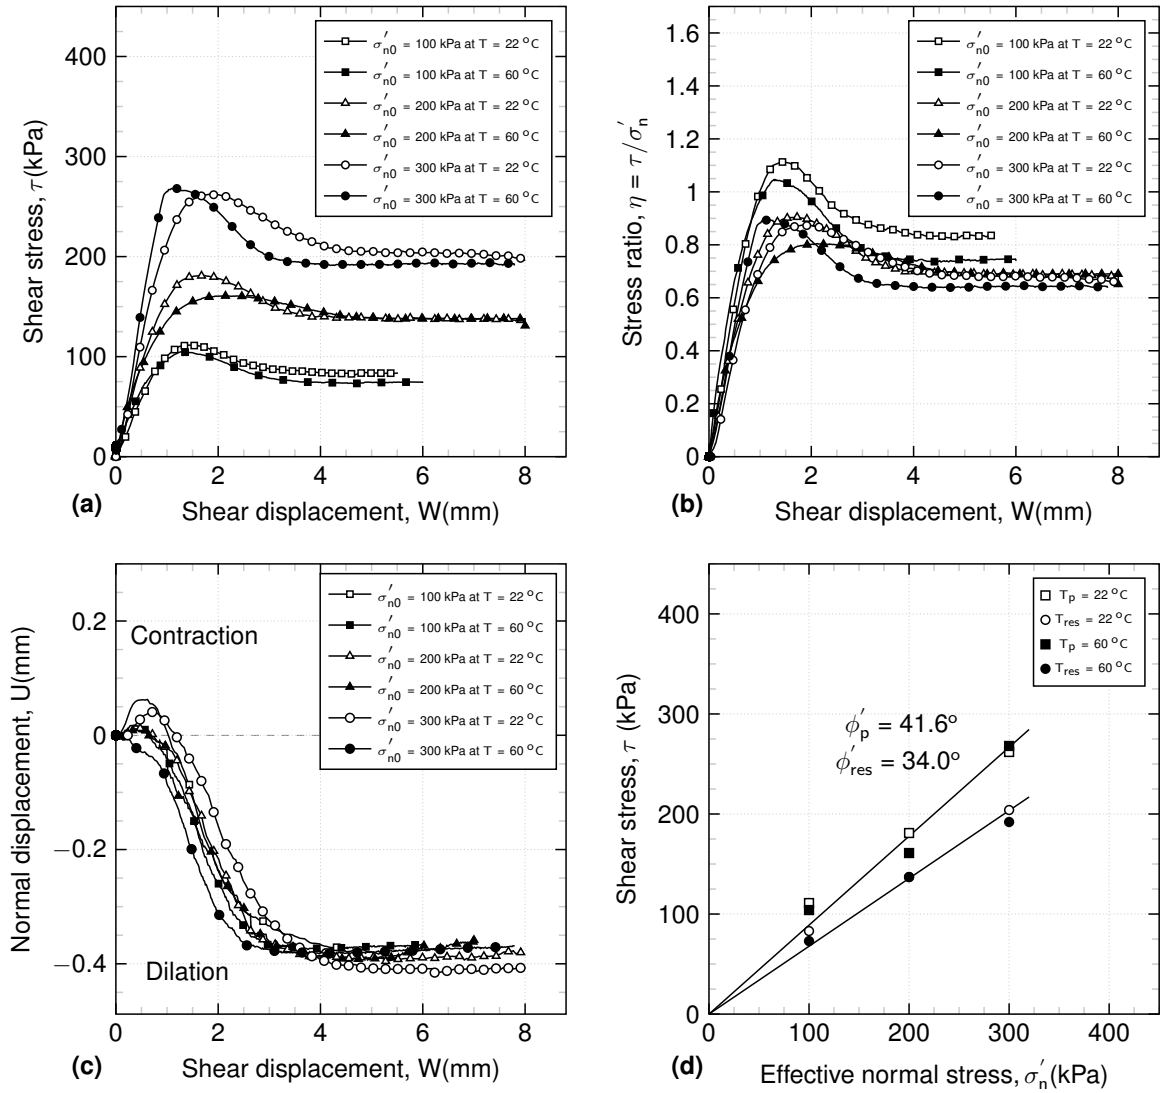 450
300
200
100
0
0
2
4
6
8
Shear stress, τ(kPa)
Shear displacement, W(mm)
(a)
σ′n0 = 100 kPa at T = 22 °C
σ′n0 = 100 kPa at T = 60 °C
σ′n0 = 200 kPa at T = 22 °C
σ′n0 = 200 kPa at T = 60 °C
σ′n0 = 300 kPa at T = 22 °C
σ′n0 = 300 kPa at T = 60 °C
1.6
1.4
1.2
1
0.8
0.6
0.4
0.2
0
0
2
4
6
8
Stress ratio, η = τ/σ′n
Shear displacement, W(mm)
(b)
σ′n0 = 100 kPa at T = 22 °C
σ′n0 = 100 kPa at T = 60 °C
σ′n0 = 200 kPa at T = 22 °C
σ′n0 = 200 kPa at T = 60 °C
σ′n0 = 300 kPa at T = 22 °C
σ′n0 = 300 kPa at T = 60 °C
0.2
0
−0.2
−0.4
0
2
4
6
8
Normal displacement, U(mm)
Shear displacement, W(mm)
(c)
Contraction
Dilation
σ′n0 = 100 kPa at T = 22 °C
σ′n0 = 100 kPa at T = 60 °C
σ′n0 = 200 kPa at T = 22 °C
σ′n0 = 200 kPa at T = 60 °C
σ′n0 = 300 kPa at T = 22 °C
σ′n0 = 300 kPa at T = 60 °C
400
300
200
100
0
0
100
200
300
400
Shear stress, τ (kPa)
Effective normal stress, σ′n(kPa)
(d)
Tp = 22 °C
Tres = 22 °C
Tp = 60 °C
Tres = 60 °C
ϕ′p = 41.6°
ϕ′res = 34.0°